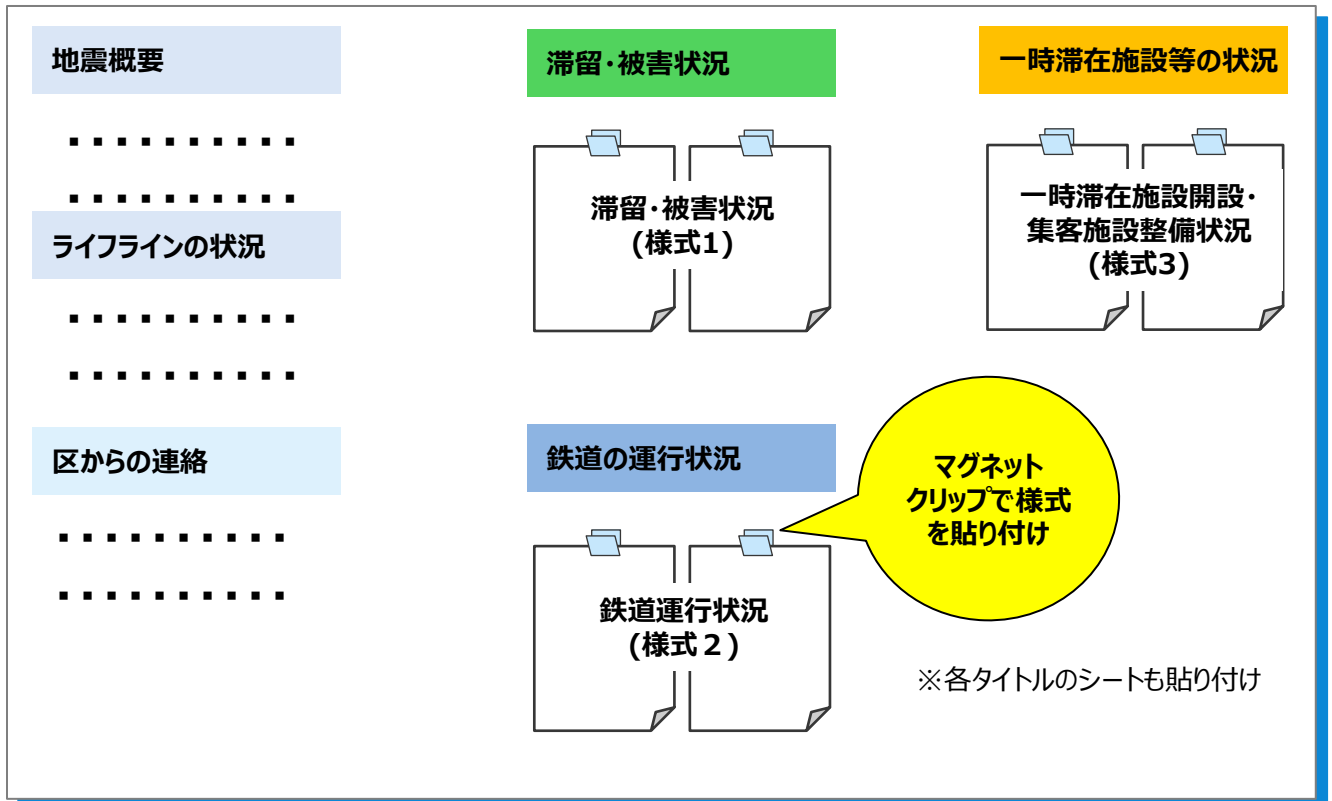 地震概要
■ ■ ■ ■ ■ ■ ■ ■ ■ ■
■ ■ ■ ■ ■ ■ ■ ■ ■ ■
ライフラインの状況
■ ■ ■ ■ ■ ■ ■ ■ ■ ■
■ ■ ■ ■ ■ ■ ■ ■ ■ ■
区からの連絡
■ ■ ■ ■ ■ ■ ■ ■ ■ ■
■ ■ ■ ■ ■ ■ ■ ■ ■ ■
滞留・被害状況
滞留・被害状況
(様式1)
鉄道の運行状況
鉄道運行状況
(様式２)
一時滞在施設等の状況
一時滞在施設開設・
集客施設整備状況
(様式3)
マグネット
クリップで様式
を貼り付け
※各タイトルのシートも貼り付け